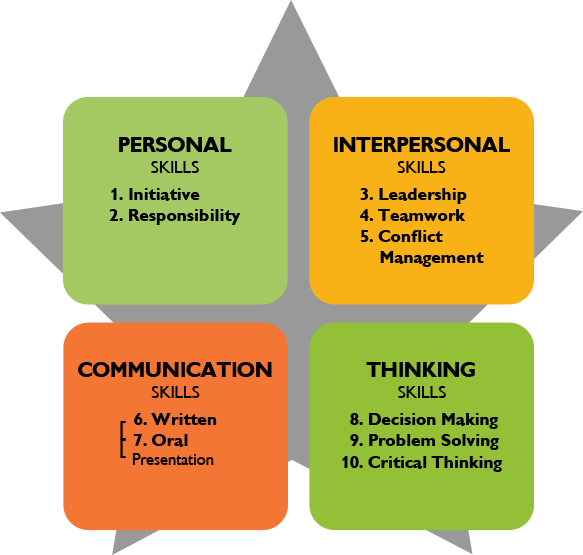 PERSONAL
SKILLS
1. Initiative
2. Responsibility
INTERPERSONAL
SKILLS
3. Leadership
4. Teamwork
5. Conflict
Management
COMMUNICATION
SKILLS
6. Written
7. Oral
Presentation
THINKING
SKILLS
8. Decision Making
9. Problem Solving
10. Critical Thinking